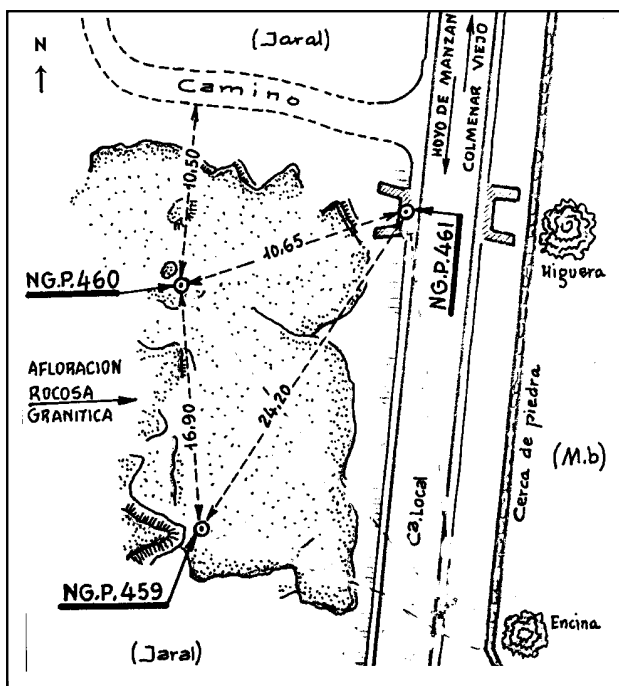 (Jaral)
N
Camino
HOYO DE MANZAN
COLMENAR VIEJO
10,50
10,65
NG.P.461
Higuera
NG.P.460
AFLORACION
ROCOSA
GRANITICA
16,90
24,20
Cerca de piedra
(M.b)
Ca. Local
NG.P.459
Encina
(Jaral)